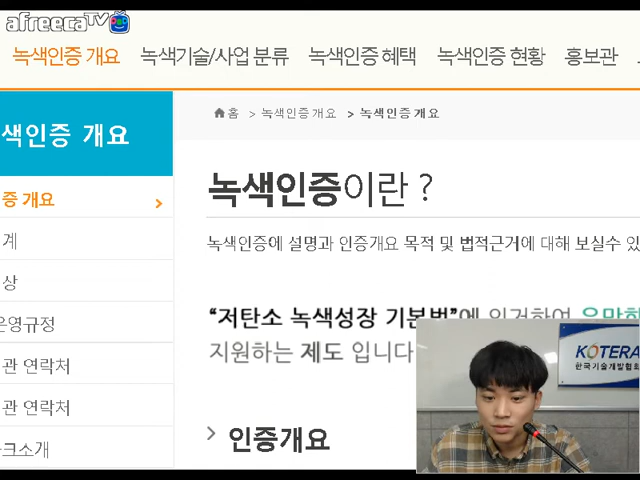 afreecaTV
녹색인증 개요 녹색기술/사업 분류 녹색인증 혜택 녹색인증 현황 홍보관
홈 > 녹색인증 개요 > 녹색인증 개요
색인증 개요
증 개요
계
상
운영규정
관 연락처
관 연락처
크소개
녹색인증이란 ?
녹색인증에 설명과 인증개요 목적 및 법적근거에 대해 보실수 있
“저탄소 녹색성장 기본법”에 의거하여 유망한
지원하는 제도 입니다
인증개요
KOTERA
한국기술개발협회